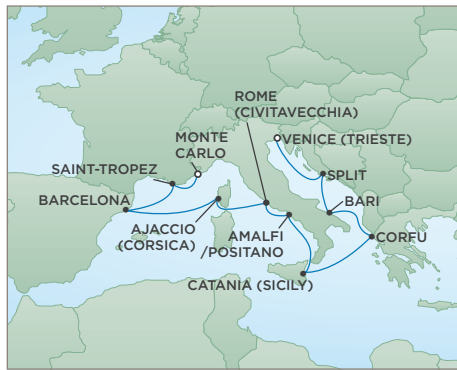 ROME
(CIVITAVECCHIA)
MONTE
CARLO
VENICE (TRIESTE)
SAINT-TROPEZ
SPLIT
BARCELONA
BARI
AJACCIO
(CORSICA)
AMALFI
/POSITANO
CORFU
CATANIA (SICILY)